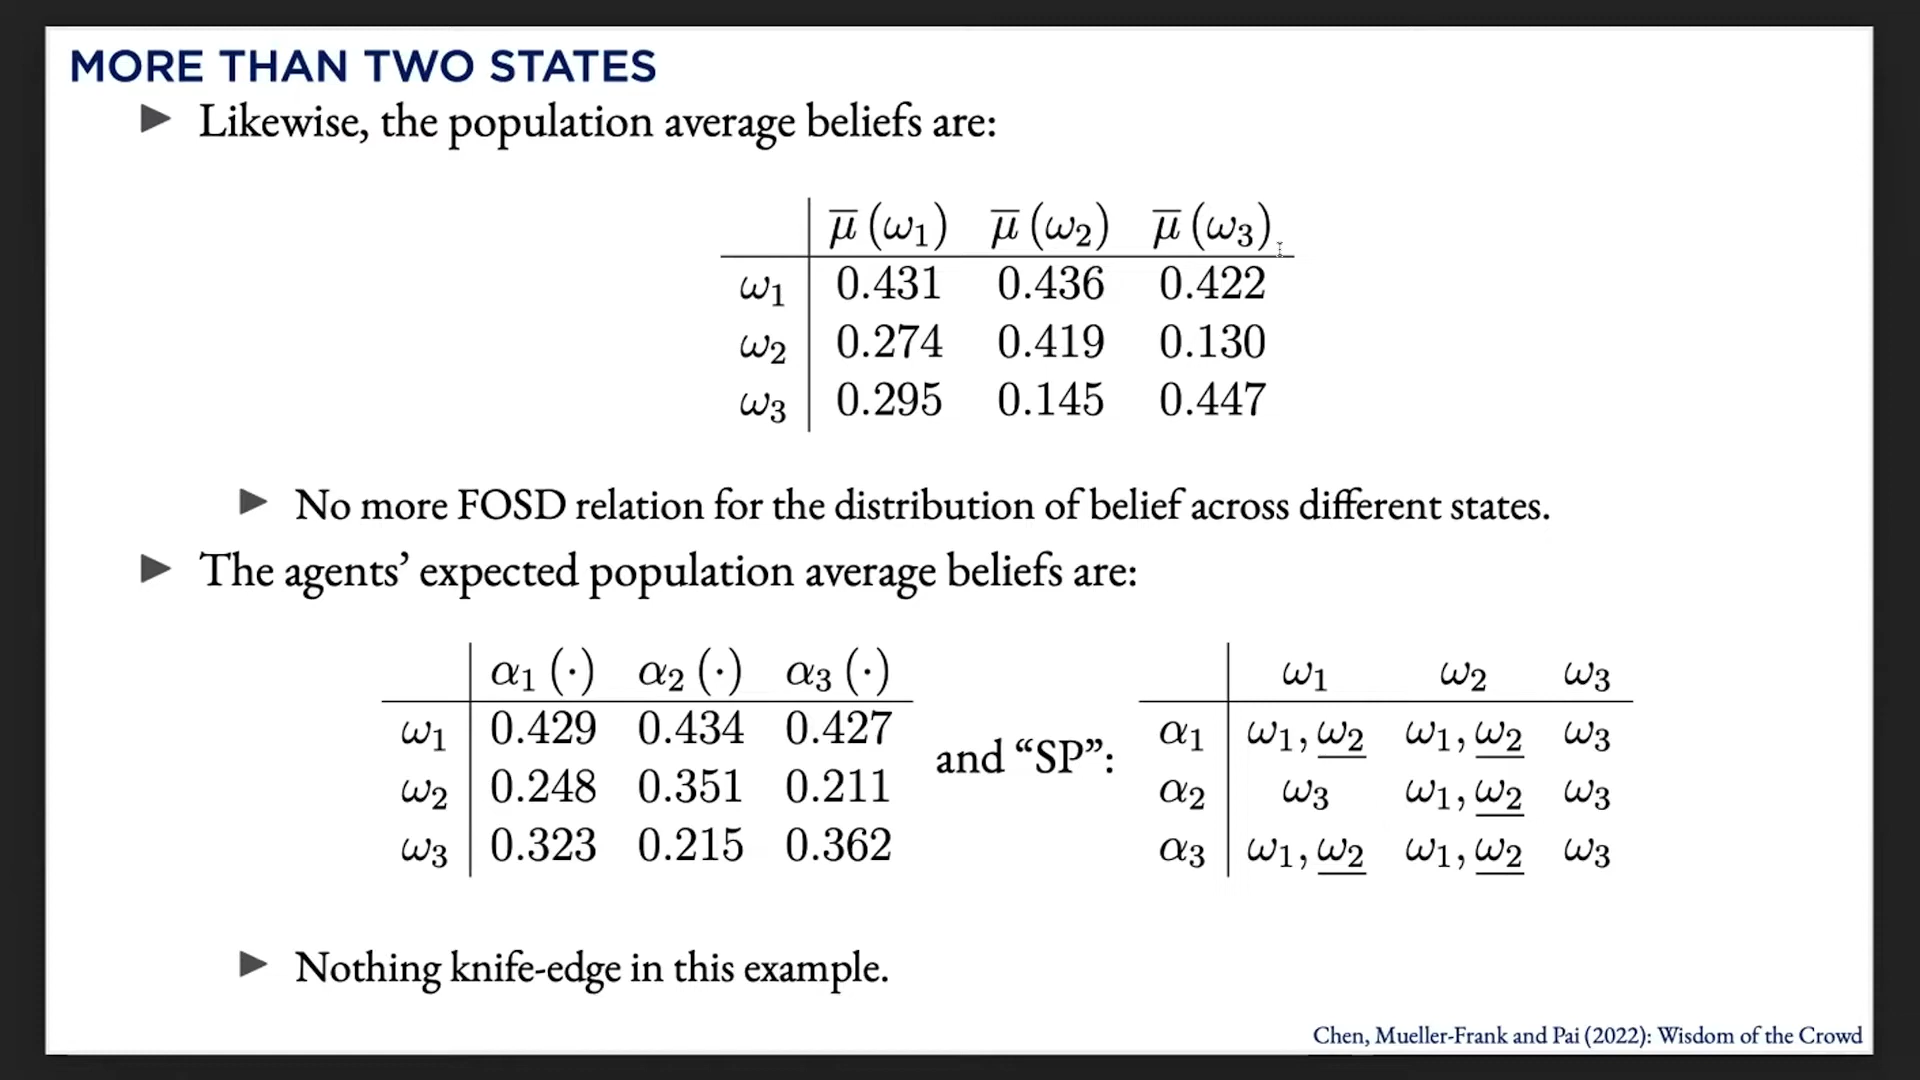 MORE THAN TWO STATES
▶ Likewise, the population average beliefs are:
μ̅ (ω₁) μ̅ (ω₂) μ̅ (ω₃)
ω₁ 0.431 0.436 0.422
ω₂ 0.274 0.419 0.130
ω₃ 0.295 0.145 0.447
▶ No more FOSD relation for the distribution of belief across different states.
▶ The agents’ expected population average beliefs are:
α₁ (·) α₂ (·) α₃ (·)
ω₁ 0.429 0.434 0.427
ω₂ 0.248 0.351 0.211
ω₃ 0.323 0.215 0.362
and “SP”:
ω₁ ω₂ ω₃
α₁ ω₁, ω₂ ω₁, ω₂ ω₃
α₂ ω₃ ω₁, ω₂ ω₃
α₃ ω₁, ω₂ ω₁, ω₂ ω₃
▶ Nothing knife-edge in this example.
Chen, Mueller-Frank and Pai (2022): Wisdom of the Crowd